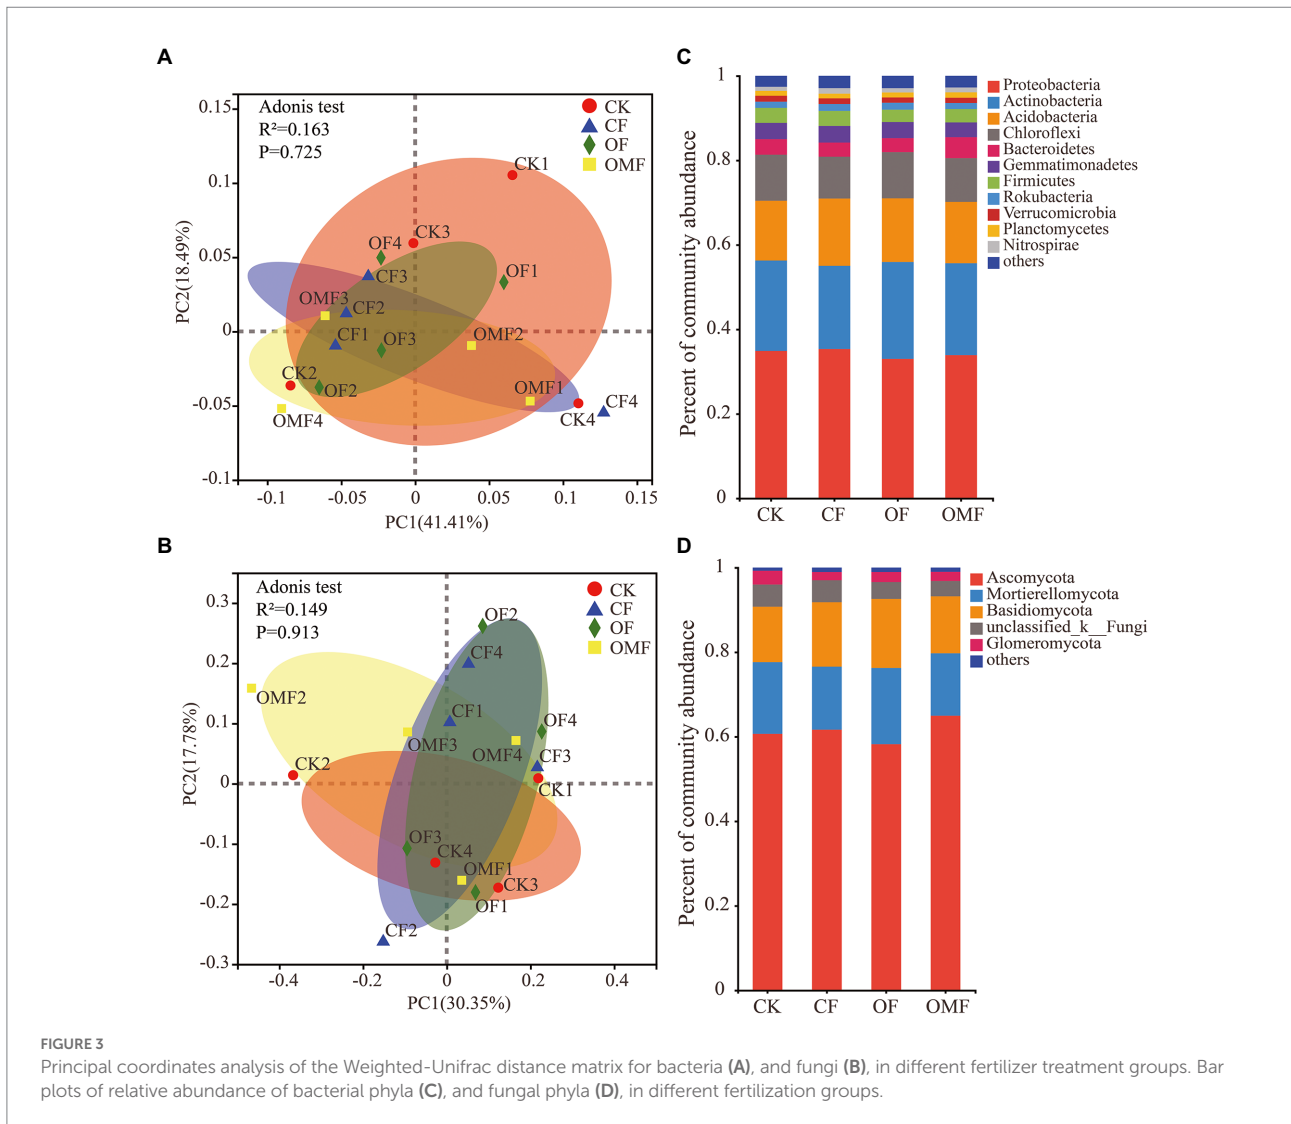 A
Adonis test
R²=0.163
P=0.725
CK
CF
OF
OMF
0.15
0.1
0.05
0
-0.05
-0.1
PC2(18.49%)
CK1
CK3
OF4
CF3
OF1
OMF3
CF2
CF1
OF3
OMF2
CK2
OF2
OMF1
OMF4
CK4
CF4
-0.1
-0.05
0
0.05
0.1
0.15
PC1(41.41%)
B
Adonis test
R²=0.149
P=0.913
CK
CF
OF
OMF
0.3
0.2
0.1
0
-0.1
-0.2
-0.3
PC2(17.78%)
OF2
CF4
OMF2
CF1
OF4
OMF3
OMF4
CF3
CK2
CK1
OF3
CK4
OMF1
CK3
OF1
CF2
-0.4
-0.2
0
0.2
0.4
PC1(30.35%)
C
Percent of community abundance
1
0.8
0.6
0.4
0.2
0
CK
CF
OF
OMF
Proteobacteria
Actinobacteria
Acidobacteria
Chloroflexi
Bacteroidetes
Gemmatimonadetes
Firmicutes
Rokubacteria
Verrucomicrobia
Planctomycetes
Nitrospirae
others
D
Percent of community abundance
1
0.8
0.6
0.4
0.2
0
CK
CF
OF
OMF
Ascomycota
Mortierellomycota
Basidiomycota
unclassified_k__Fungi
Glomeromycota
others
FIGURE 3
Principal coordinates analysis of the Weighted-Unifrac distance matrix for bacteria (A), and fungi (B), in different fertilizer treatment groups. Bar
plots of relative abundance of bacterial phyla (C), and fungal phyla (D), in different fertilization groups.